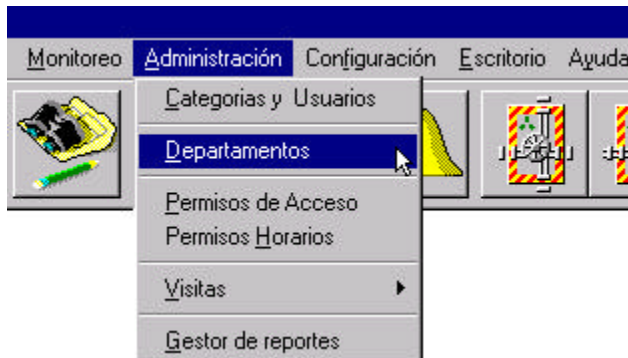 Monitoreo Administración Configuración Escritorio Ayuda
Categorias y Usuarios
Departamentos
Permisos de Acceso
Permisos Horarios
Visitas
Gestor de reportes